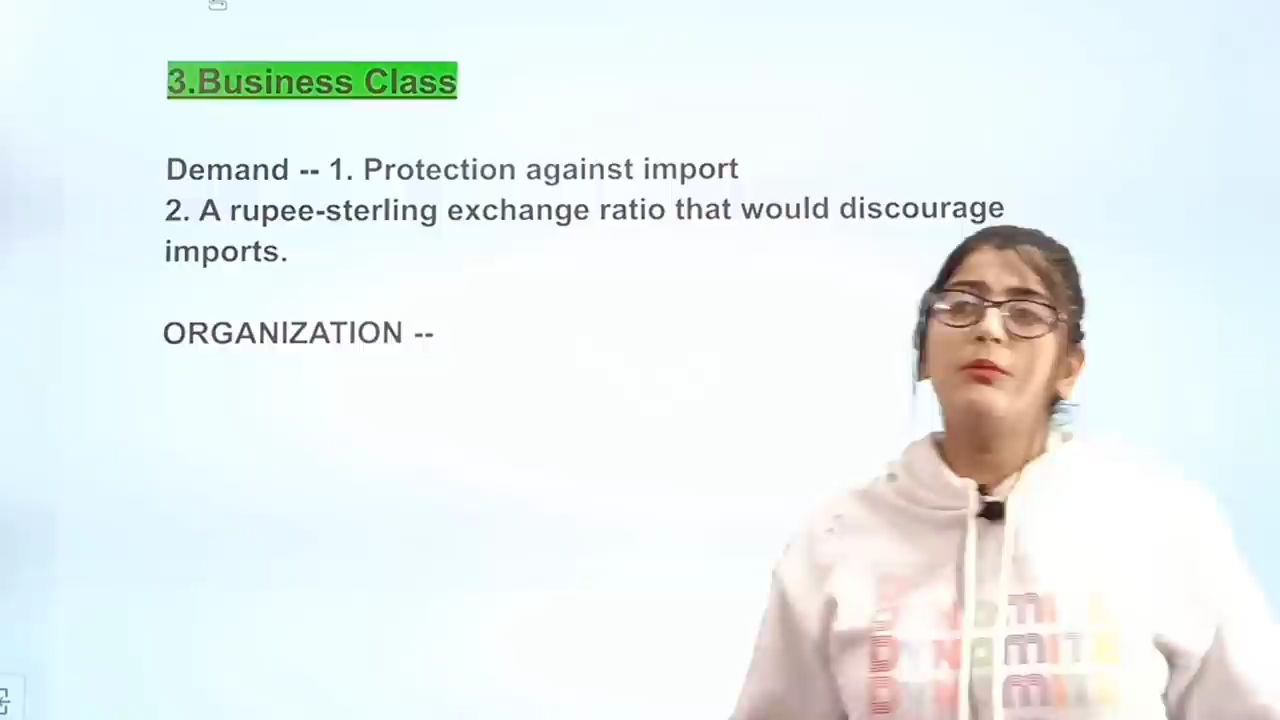 3.Business Class
Demand -- 1. Protection against import
2. A rupee-sterling exchange ratio that would discourage
imports.
ORGANIZATION --